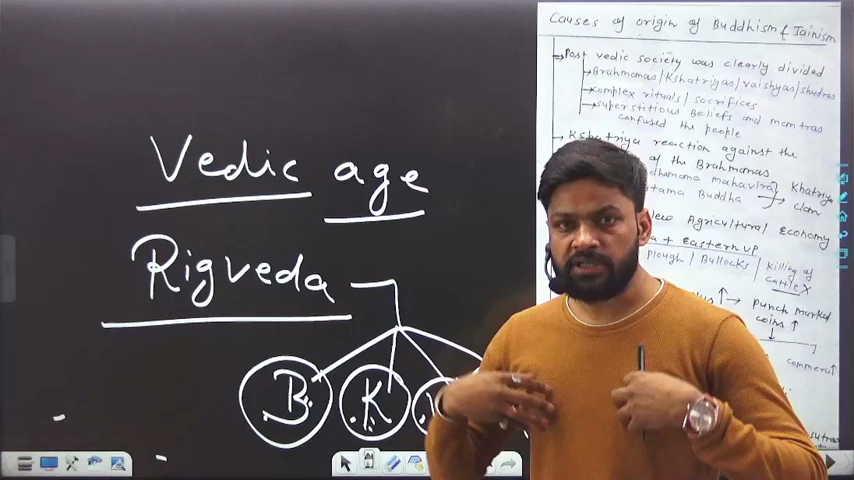 Vedic age
Rigveda
B K
Causes of origin of Buddhism & Jainism
→ Post vedic society was clearly divided
→ Brahmanas / Kshatriyas / vaishyas / shudras
→ complex rituals / sacrifices
→ superstitious Beliefs and mantras
confused the people
→ Kshatriya reaction against the
of the Brahmanas
mahavira
Buddha
Khatriya
clan
New Agricultural Economy
+ Eastern up
Plough / Bullocks / Killing of
cattle X
↑ → punch marked
coins ↑
commerce ↑
sutras